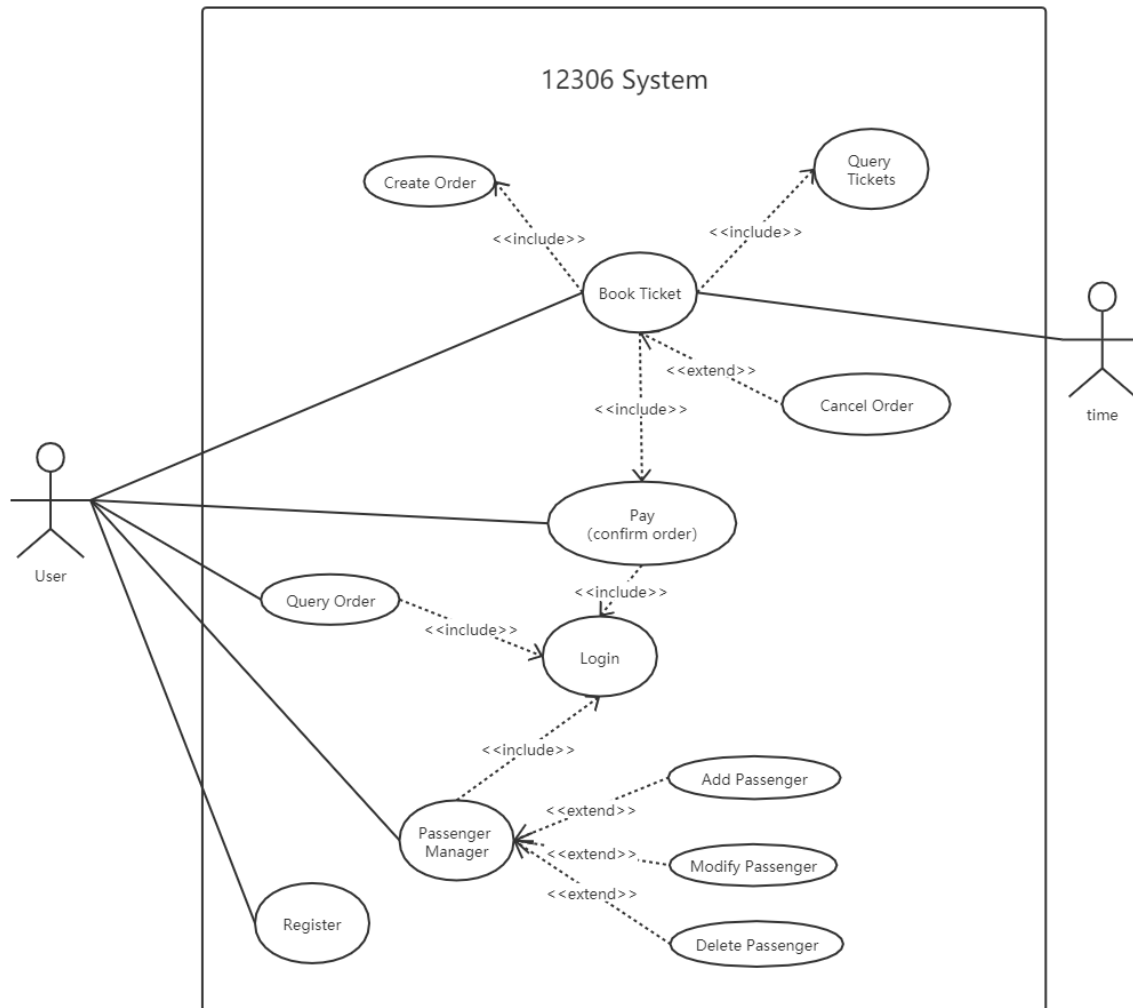 12306 System
Create Order
Query
Tickets
<<include>>
<<include>>
Book Ticket
<<extend>>
<<include>>
Cancel Order
time
Pay
(confirm order)
User
<<include>>
Query Order
<<include>>
Login
<<include>>
Add Passenger
<<extend>>
Passenger
Manager
<<extend>>
Modify Passenger
<<extend>>
Register
Delete Passenger